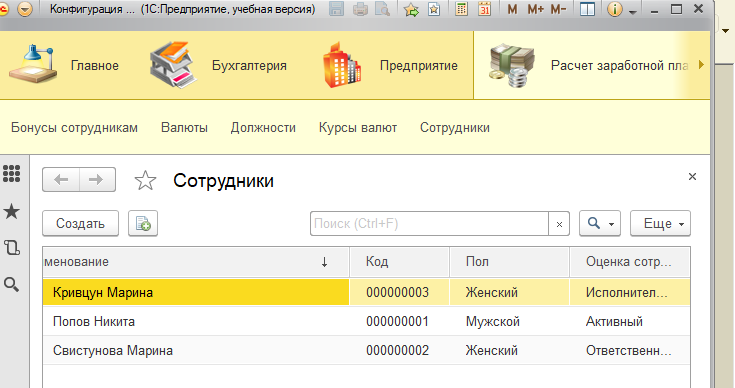 Конфигурация ... (1С:Предприятие, учебная версия) M M+ M-
Главное Бухгалтерия Предприятие Расчет заработной пла
Бонусы сотрудникам Валюты Должности Курсы валют Сотрудники
Сотрудники
Создать Поиск (Ctrl+F) Еще
менование Код Пол Оценка сотр...
Кривцун Марина 000000003 Женский Исполнител...
Попов Никита 000000001 Мужской Активный
Свистунова Марина 000000002 Женский Ответственн...